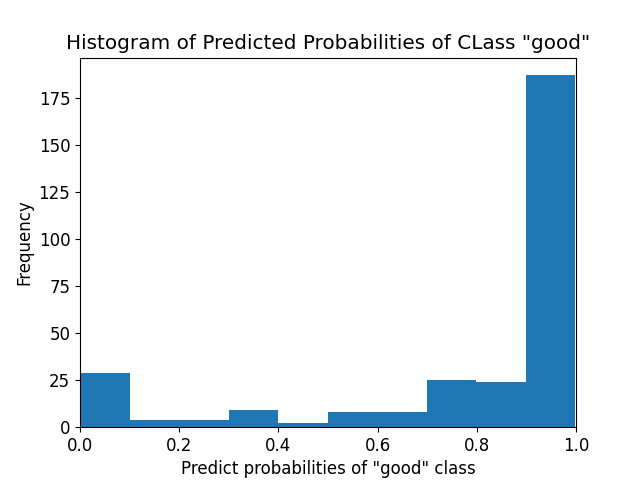 Histogram of Predicted Probabilities of CLass "good"
175
150
125
100
75
50
25
0
Frequency
0.0 0.2 0.4 0.6 0.8 1.0
Predict probabilities of "good" class